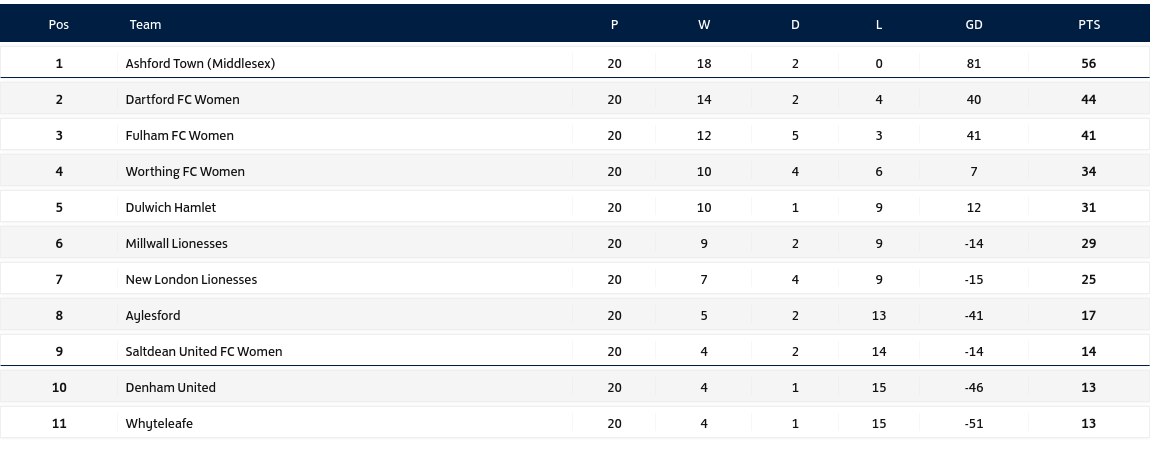 Pos Team P W D L GD PTS
1 Ashford Town (Middlesex) 20 18 2 0 81 56
2 Dartford FC Women 20 14 2 4 40 44
3 Fulham FC Women 20 12 5 3 41 41
4 Worthing FC Women 20 10 4 6 7 34
5 Dulwich Hamlet 20 10 1 9 12 31
6 Millwall Lionesses 20 9 2 9 -14 29
7 New London Lionesses 20 7 4 9 -15 25
8 Aylesford 20 5 2 13 -41 17
9 Saltdean United FC Women 20 4 2 14 -14 14
10 Denham United 20 4 1 15 -46 13
11 Whyteleafe 20 4 1 15 -51 13